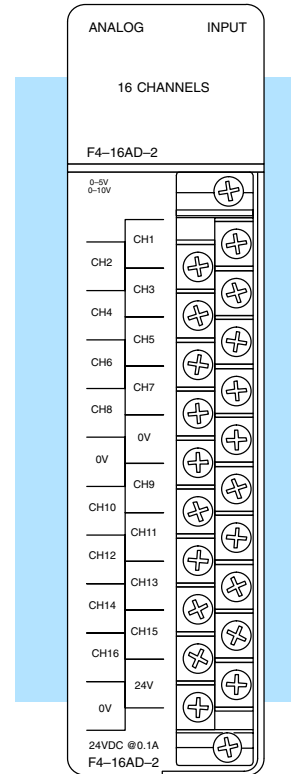 ANALOG INPUT
16 CHANNELS
F4–16AD–2
0–5V
0–10V
CH1
CH2
CH3
CH4
CH5
CH6
CH7
CH8
0V
0V
CH9
CH10
CH11
CH12
CH13
CH14
CH15
CH16
24V
0V
24VDC @0.1A
F4–16AD–2